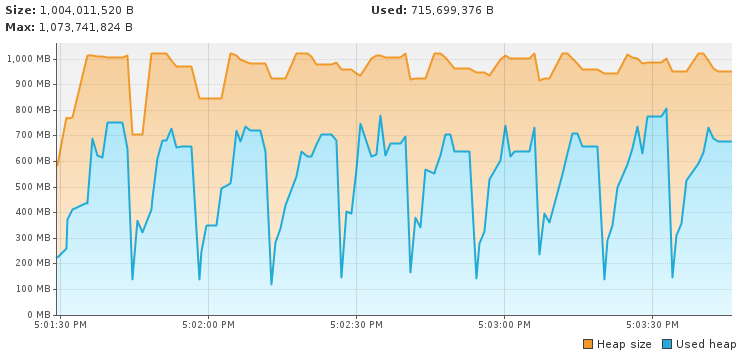 Size: 1,004,011,520 B
Used: 715,699,376 B
Max: 1,073,741,824 B
1,000 MB
900 MB
800 MB
700 MB
600 MB
500 MB
400 MB
300 MB
200 MB
100 MB
0 MB
5:01:30 PM
5:02:00 PM
5:02:30 PM
5:03:00 PM
5:03:30 PM
Heap size
Used heap